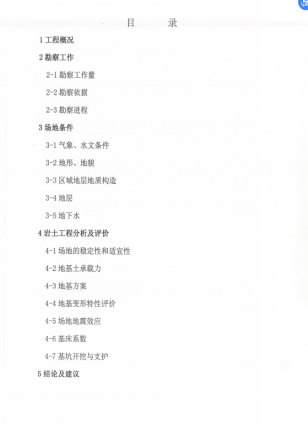 目 录
1 工程概况
2 勘察工作
2-1 勘察工作量
2-2 勘察依据
2-3 勘察进程
3 场地条件
3-1 气象、水文条件
3-2 地形、地貌
3-3 区域地层地质构造
3-4 地层
3-5 地下水
4 岩土工程分析及评价
4-1 场地的稳定性和适宜性
4-2 地基土承载力
4-3 地基方案
4-4 地基变形特性评价
4-5 场地地震效应
4-6 基床系数
4-7 基坑开挖与支护
5 结论及建议